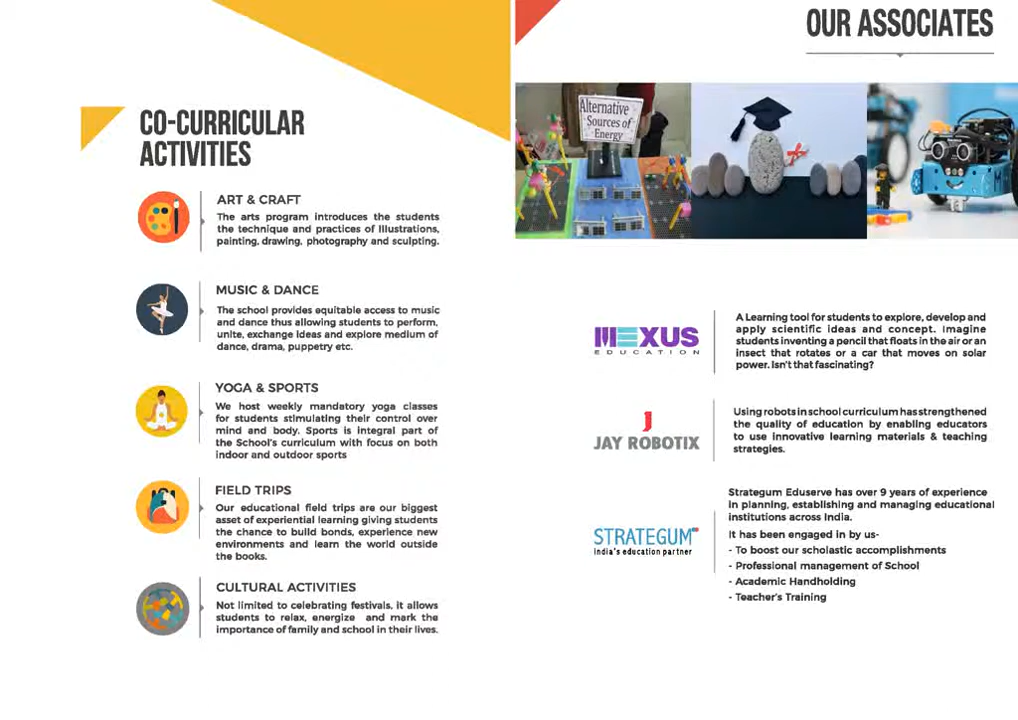 CO-CURRICULAR
ACTIVITIES
ART & CRAFT
The arts program introduces the students
the technique and practices of Illustrations,
painting, drawing, photography and sculpting.
MUSIC & DANCE
The school provides equitable access to music
and dance thus allowing students to perform,
unite, exchange ideas and explore medium of
dance, drama, puppetry etc.
YOGA & SPORTS
We host weekly mandatory yoga classes
for students stimulating their control over
mind and body. Sports is integral part of
the School's curriculum with focus on both
indoor and outdoor sports
FIELD TRIPS
Our educational field trips are our biggest
asset of experiential learning giving students
the chance to build bonds, experience new
environments and learn the world outside
the books.
CULTURAL ACTIVITIES
Not limited to celebrating festivals, it allows
students to relax, energize and mark the
importance of family and school in their lives.
OUR ASSOCIATES
Alternative
Sources of
Energy
M
MEXUS
EDUCATION
A Learning tool for students to explore, develop and
apply scientific ideas and concept. Imagine
students inventing a pencil that floats in the air or an
insect that rotates or a car that moves on solar
power. Isn't that fascinating?
J
JAY ROBOTIX
Using robots in school curriculum has strengthened
the quality of education by enabling educators
to use innovative learning materials & teaching
strategies.
STRATEGUM
India's education partner
Strategum Eduserve has over 9 years of experience
in planning, establishing and managing educational
institutions across India.
It has been engaged in by us-
- To boost our scholastic accomplishments
- Professional management of School
- Academic Handholding
- Teacher's Training